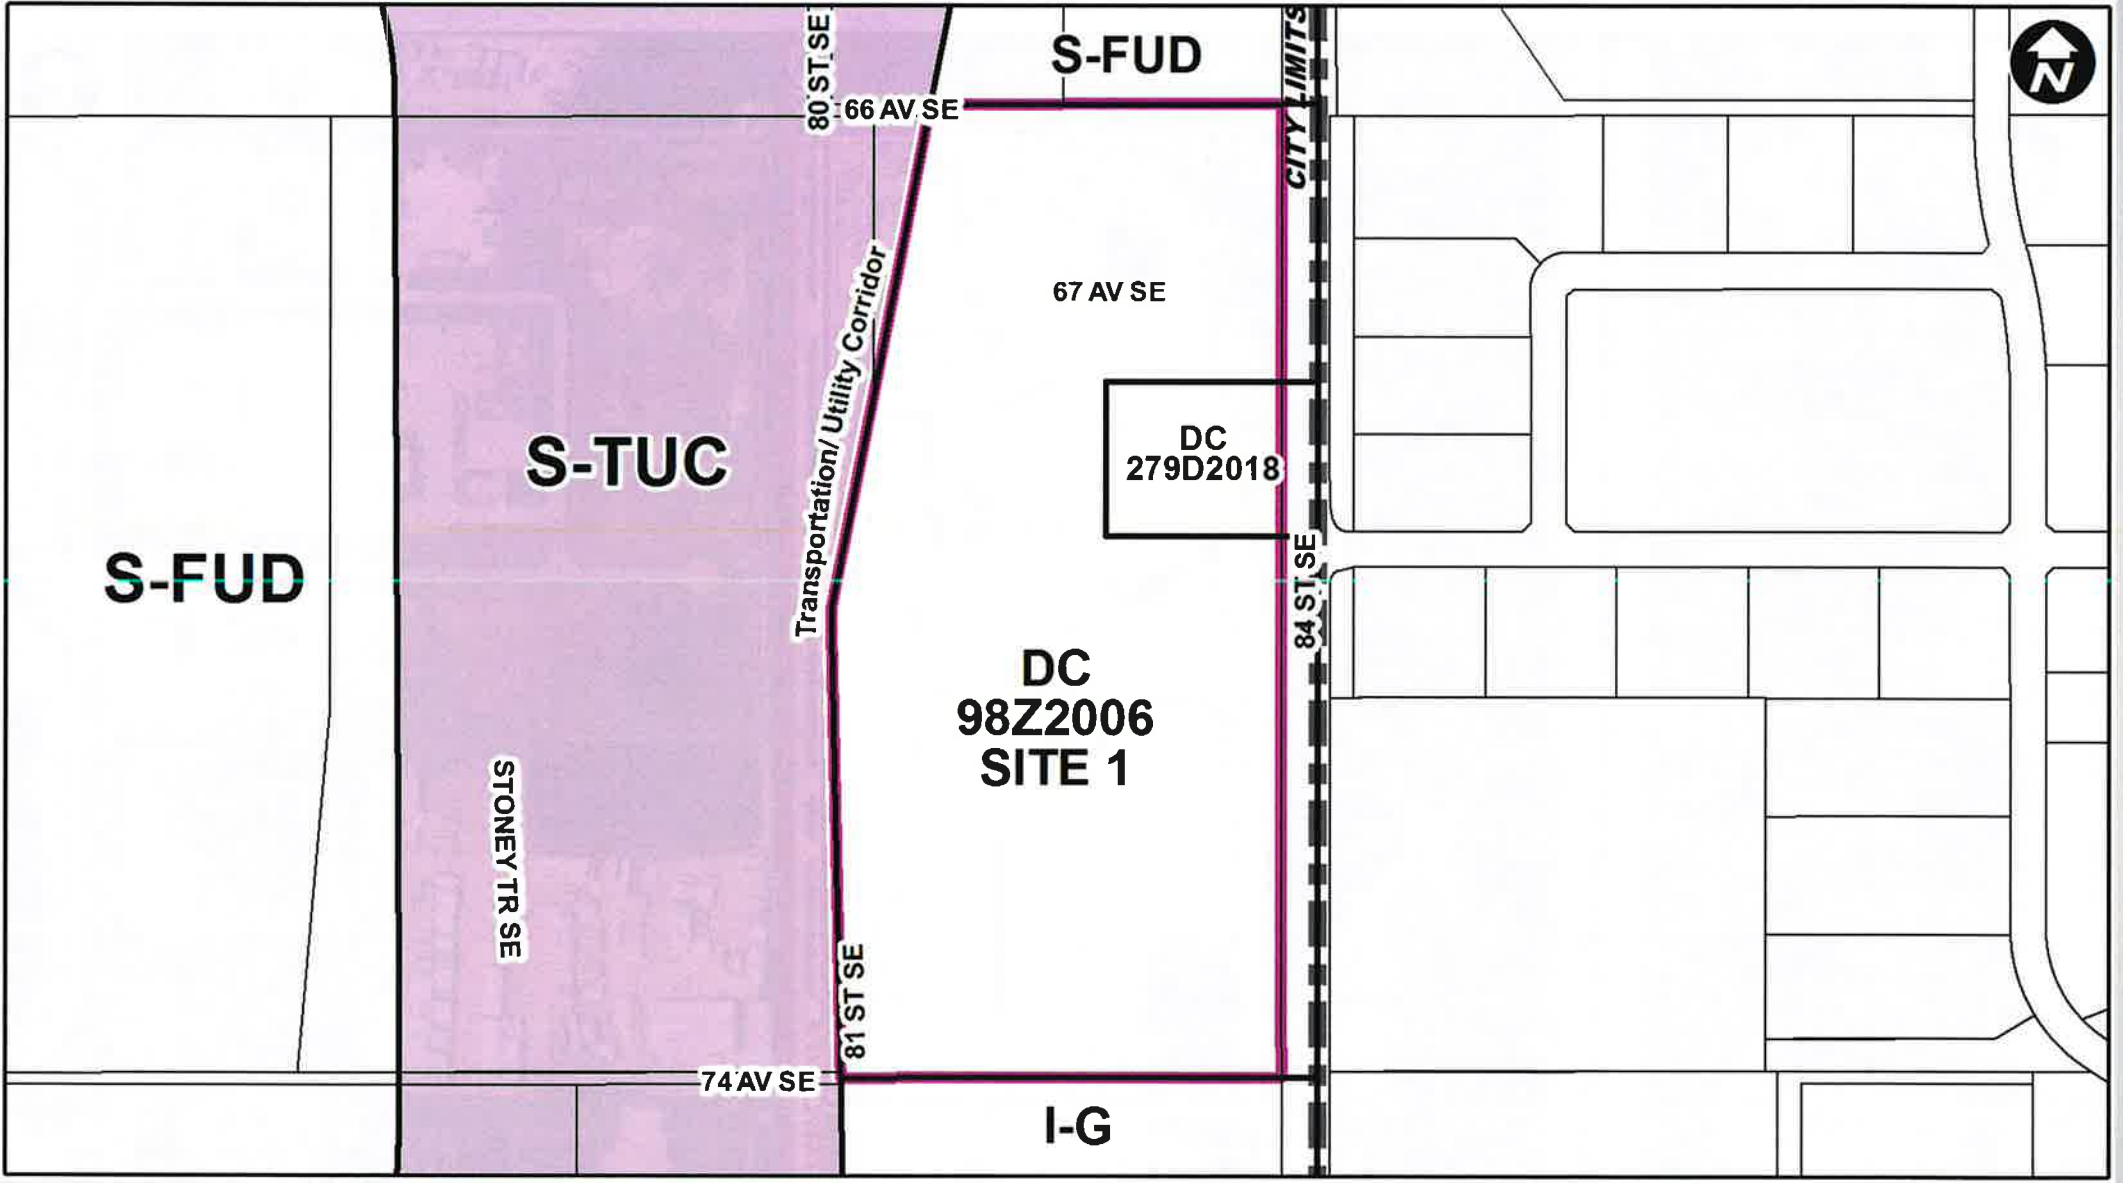 80 ST SE
S-FUD
CITY LIMITS
N
66 AV SE
67 AV SE
Transportation/ Utility Corridor
DC
279D2018
S-TUC
S-FUD
84 ST SE
DC
98Z2006
SITE 1
STONEY TR SE
81 ST SE
74 AV SE
I-G